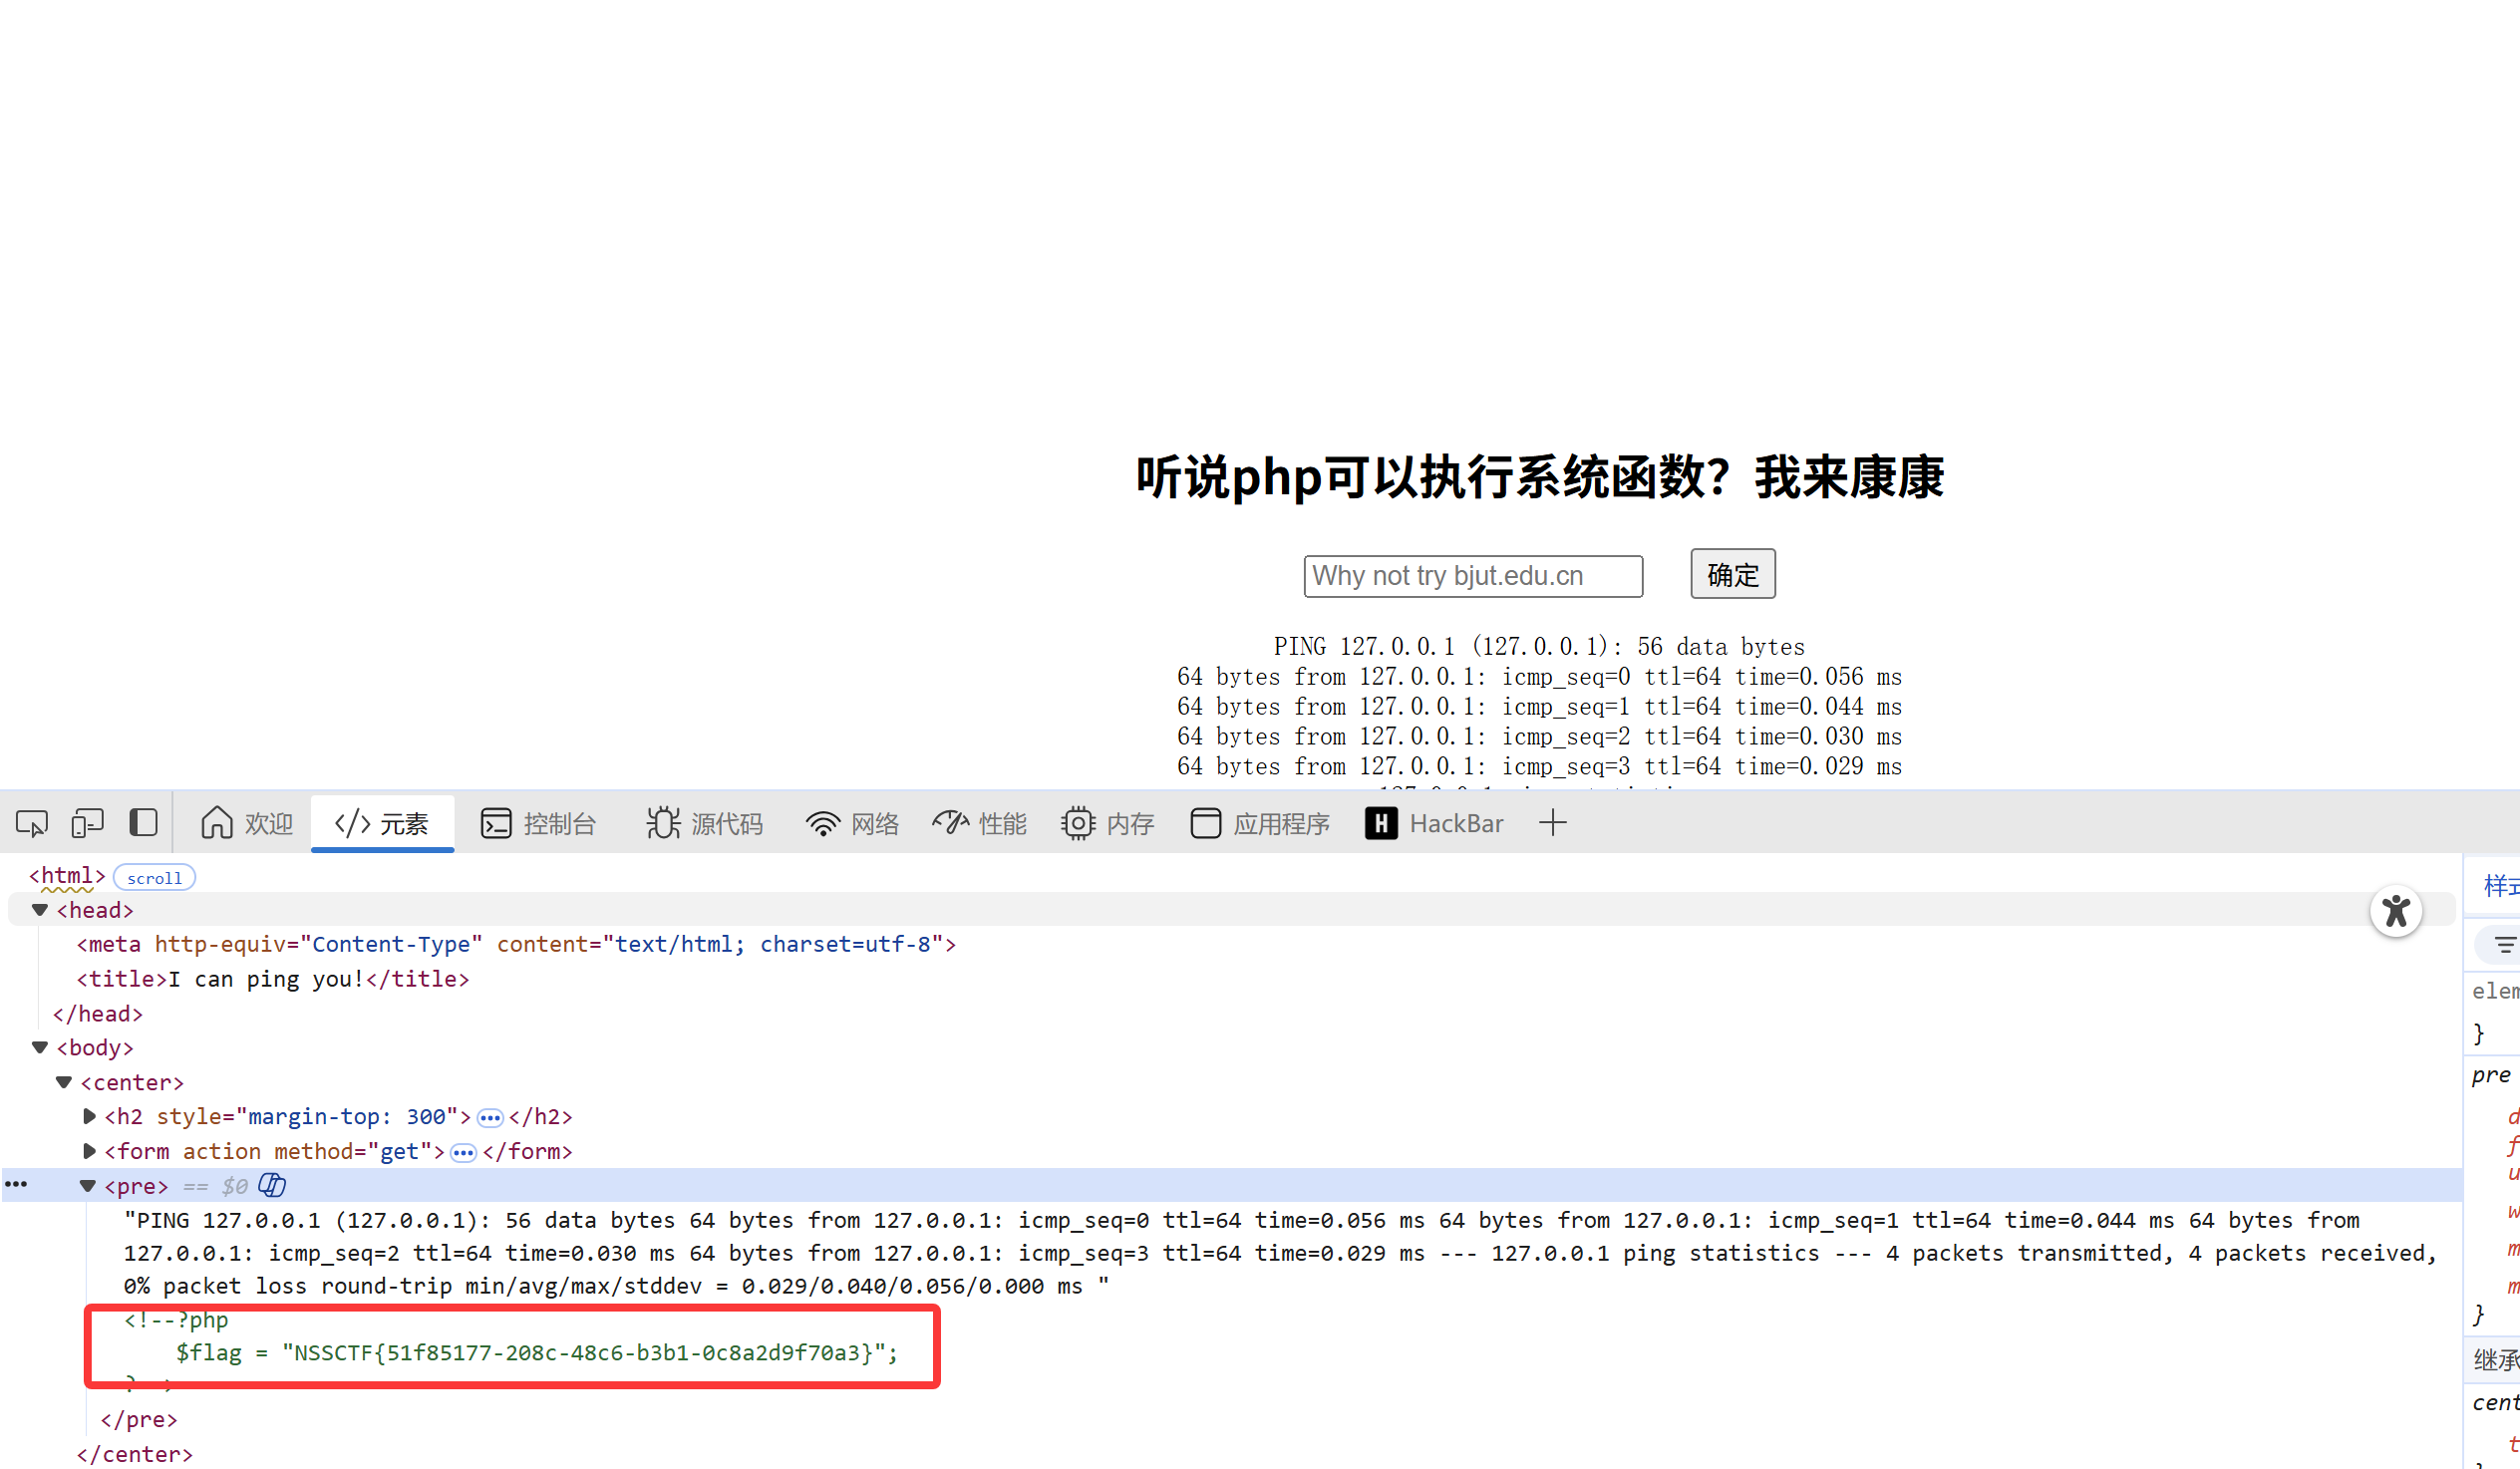 听说php可以执行系统函数？我来康康
Why not try bjut.edu.cn
确定
PING 127.0.0.1 (127.0.0.1): 56 data bytes
64 bytes from 127.0.0.1: icmp_seq=0 ttl=64 time=0.056 ms
64 bytes from 127.0.0.1: icmp_seq=1 ttl=64 time=0.044 ms
64 bytes from 127.0.0.1: icmp_seq=2 ttl=64 time=0.030 ms
64 bytes from 127.0.0.1: icmp_seq=3 ttl=64 time=0.029 ms
欢迎 </> 元素 控制台 源代码 网络 性能 内存 应用程序 H HackBar
<html> scroll
<head>
<meta http-equiv="Content-Type" content="text/html; charset=utf-8">
<title>I can ping you!</title>
</head>
<body>
<center>
<h2 style="margin-top: 300">…</h2>
<form action method="get">…</form>
<pre> == $0
"PING 127.0.0.1 (127.0.0.1): 56 data bytes 64 bytes from 127.0.0.1: icmp_seq=0 ttl=64 time=0.056 ms 64 bytes from 127.0.0.1: icmp_seq=1 ttl=64 time=0.044 ms 64 bytes from
127.0.0.1: icmp_seq=2 ttl=64 time=0.030 ms 64 bytes from 127.0.0.1: icmp_seq=3 ttl=64 time=0.029 ms --- 127.0.0.1 ping statistics --- 4 packets transmitted, 4 packets received,
0% packet loss round-trip min/avg/max/stddev = 0.029/0.040/0.056/0.000 ms "
<!--?php
$flag = "NSSCTF{51f85177-208c-48c6-b3b1-0c8a2d9f70a3}";
</pre>
</center>
样式
elem
}
pre
d
f
u
w
m
m
}
继承
cent
t